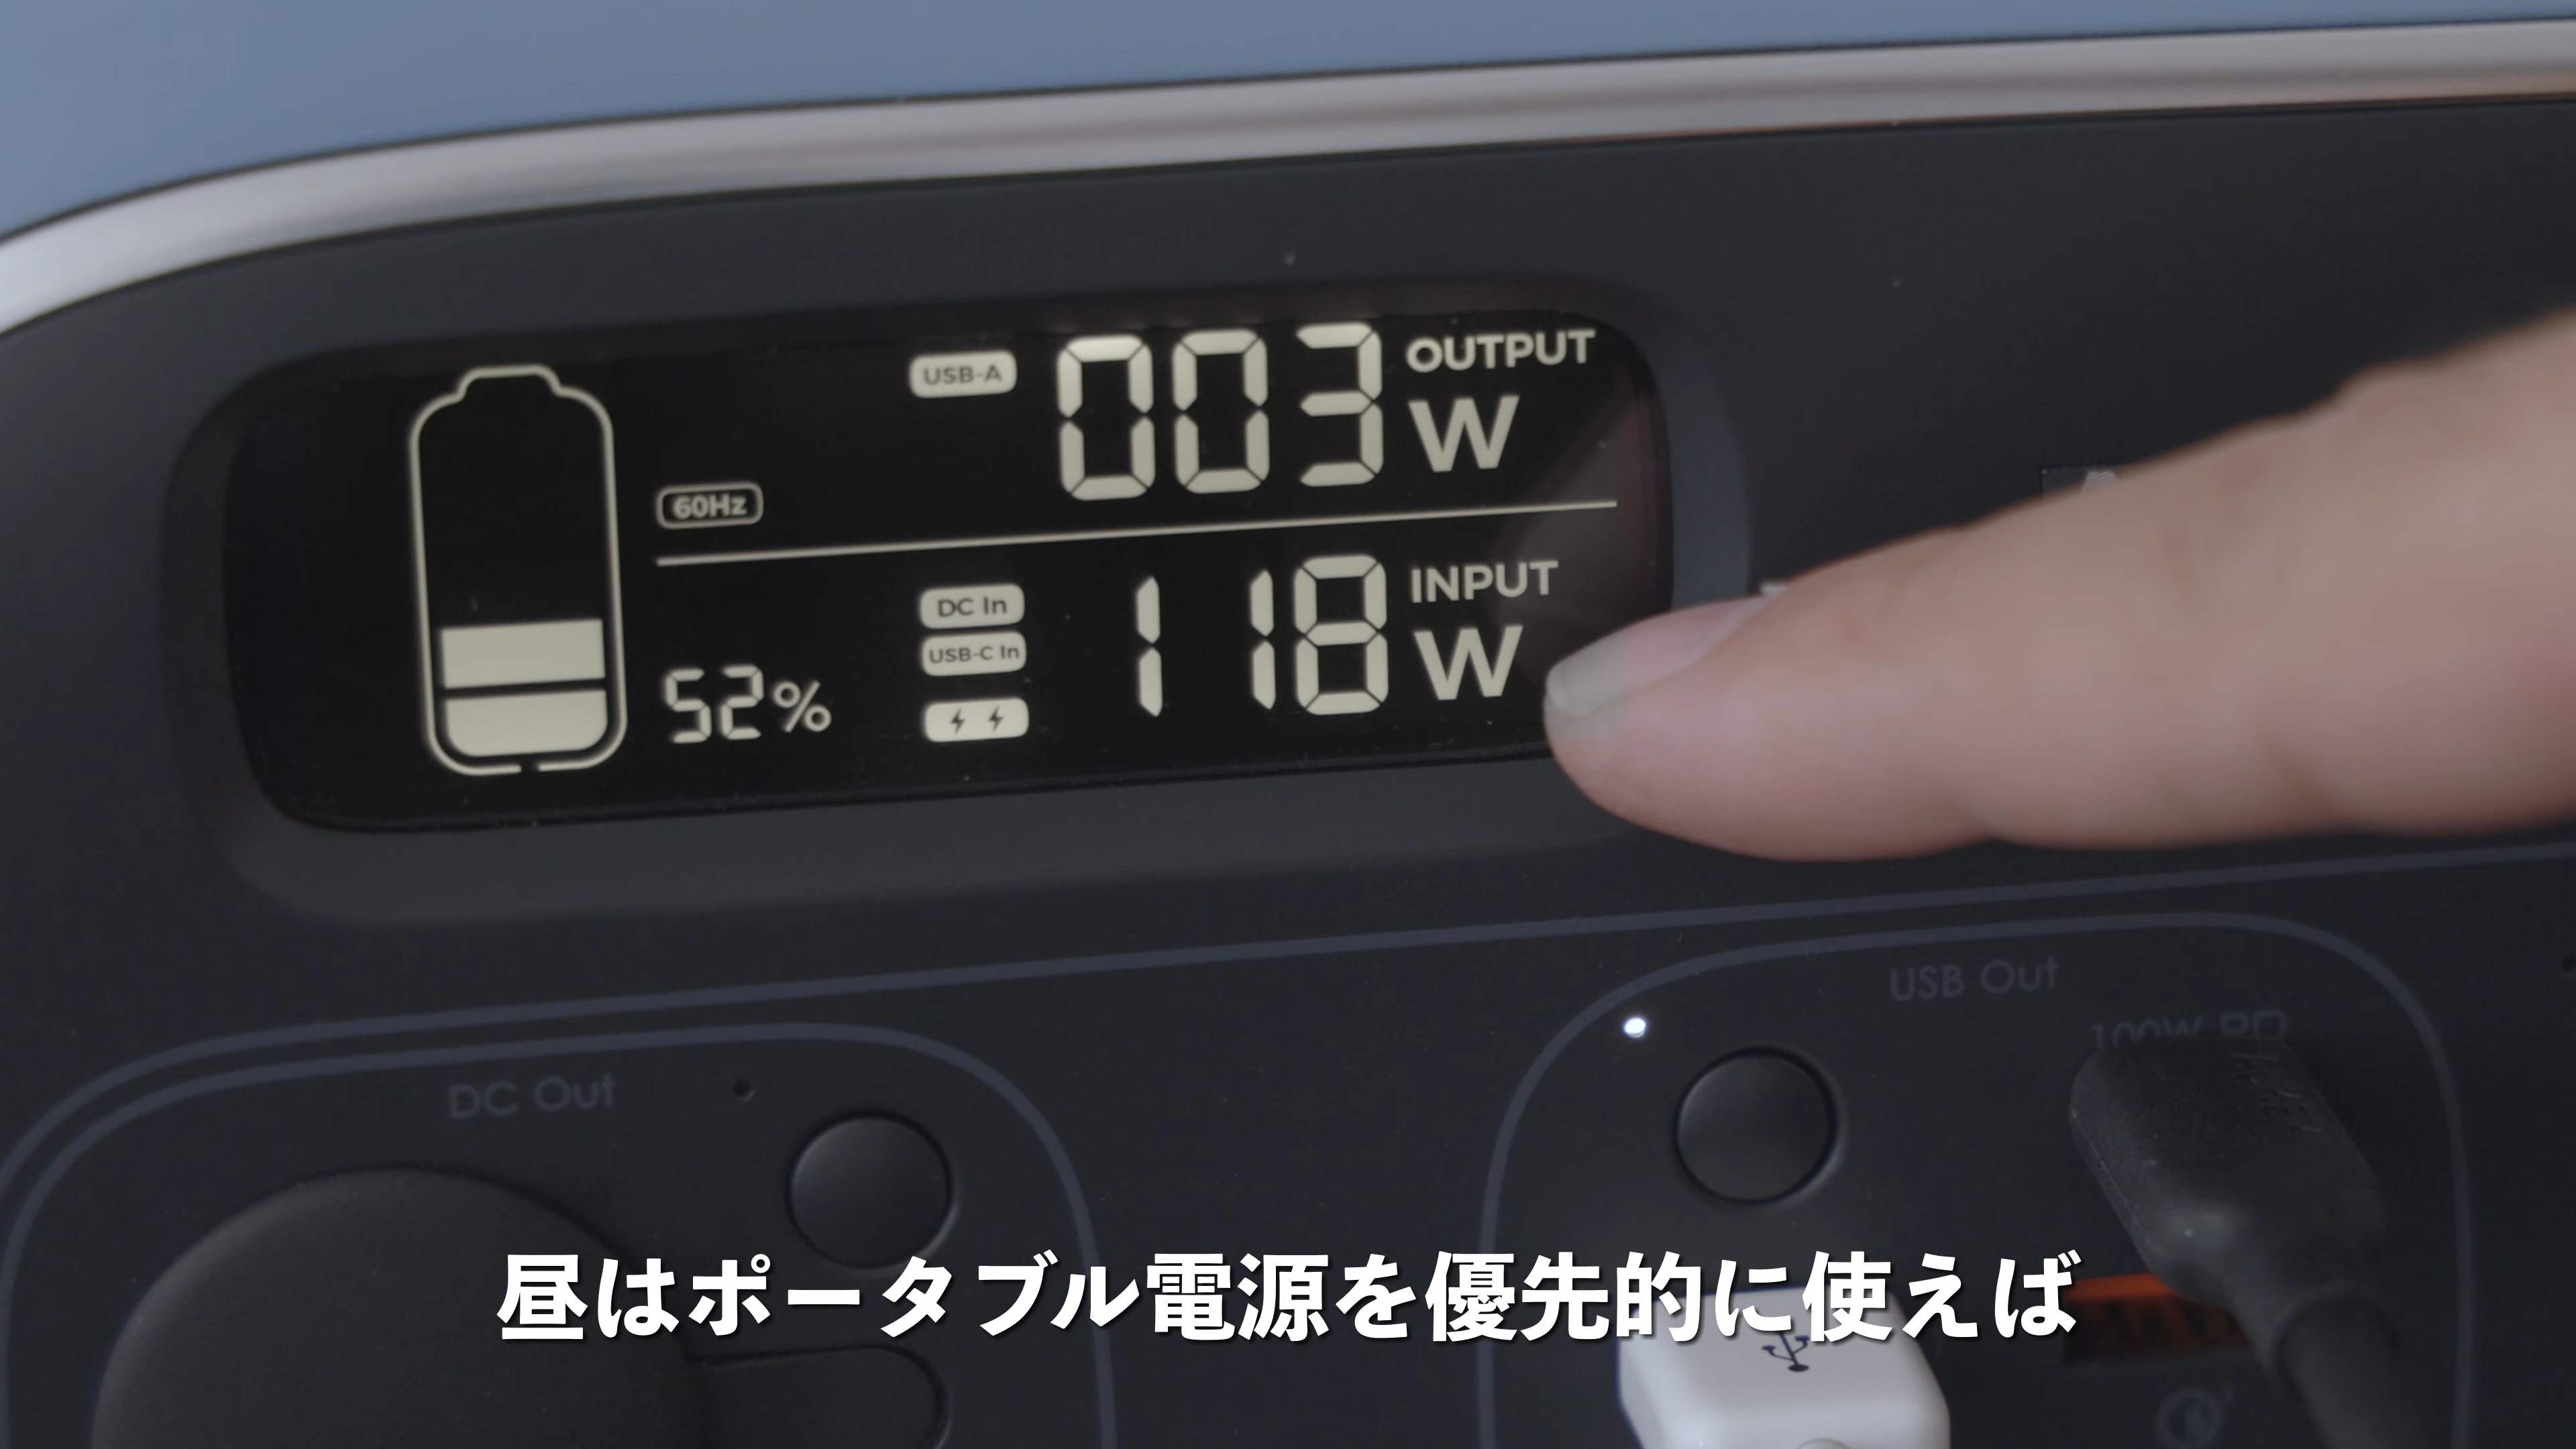 USB-A 003 OUTPUT W
60Hz
DC In
USB-C In
118 INPUT W
52%
DC Out
USB Out
100W PD
昼はポータブル電源を優先的に使えば